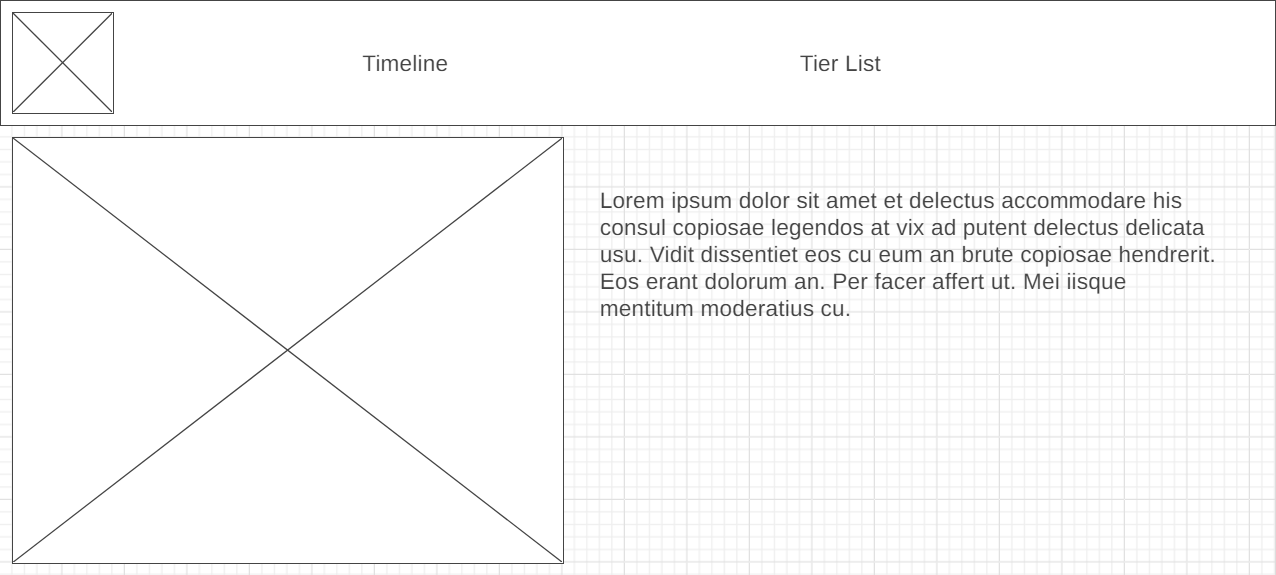 Timeline
Tier List
Lorem ipsum dolor sit amet et delectus accommodare his
consul copiosae legendos at vix ad putent delectus delicata
usu. Vidit dissentiet eos cu eum an brute copiosae hendrerit.
Eos erant dolorum an. Per facer affert ut. Mei iisque
mentitum moderatius cu.